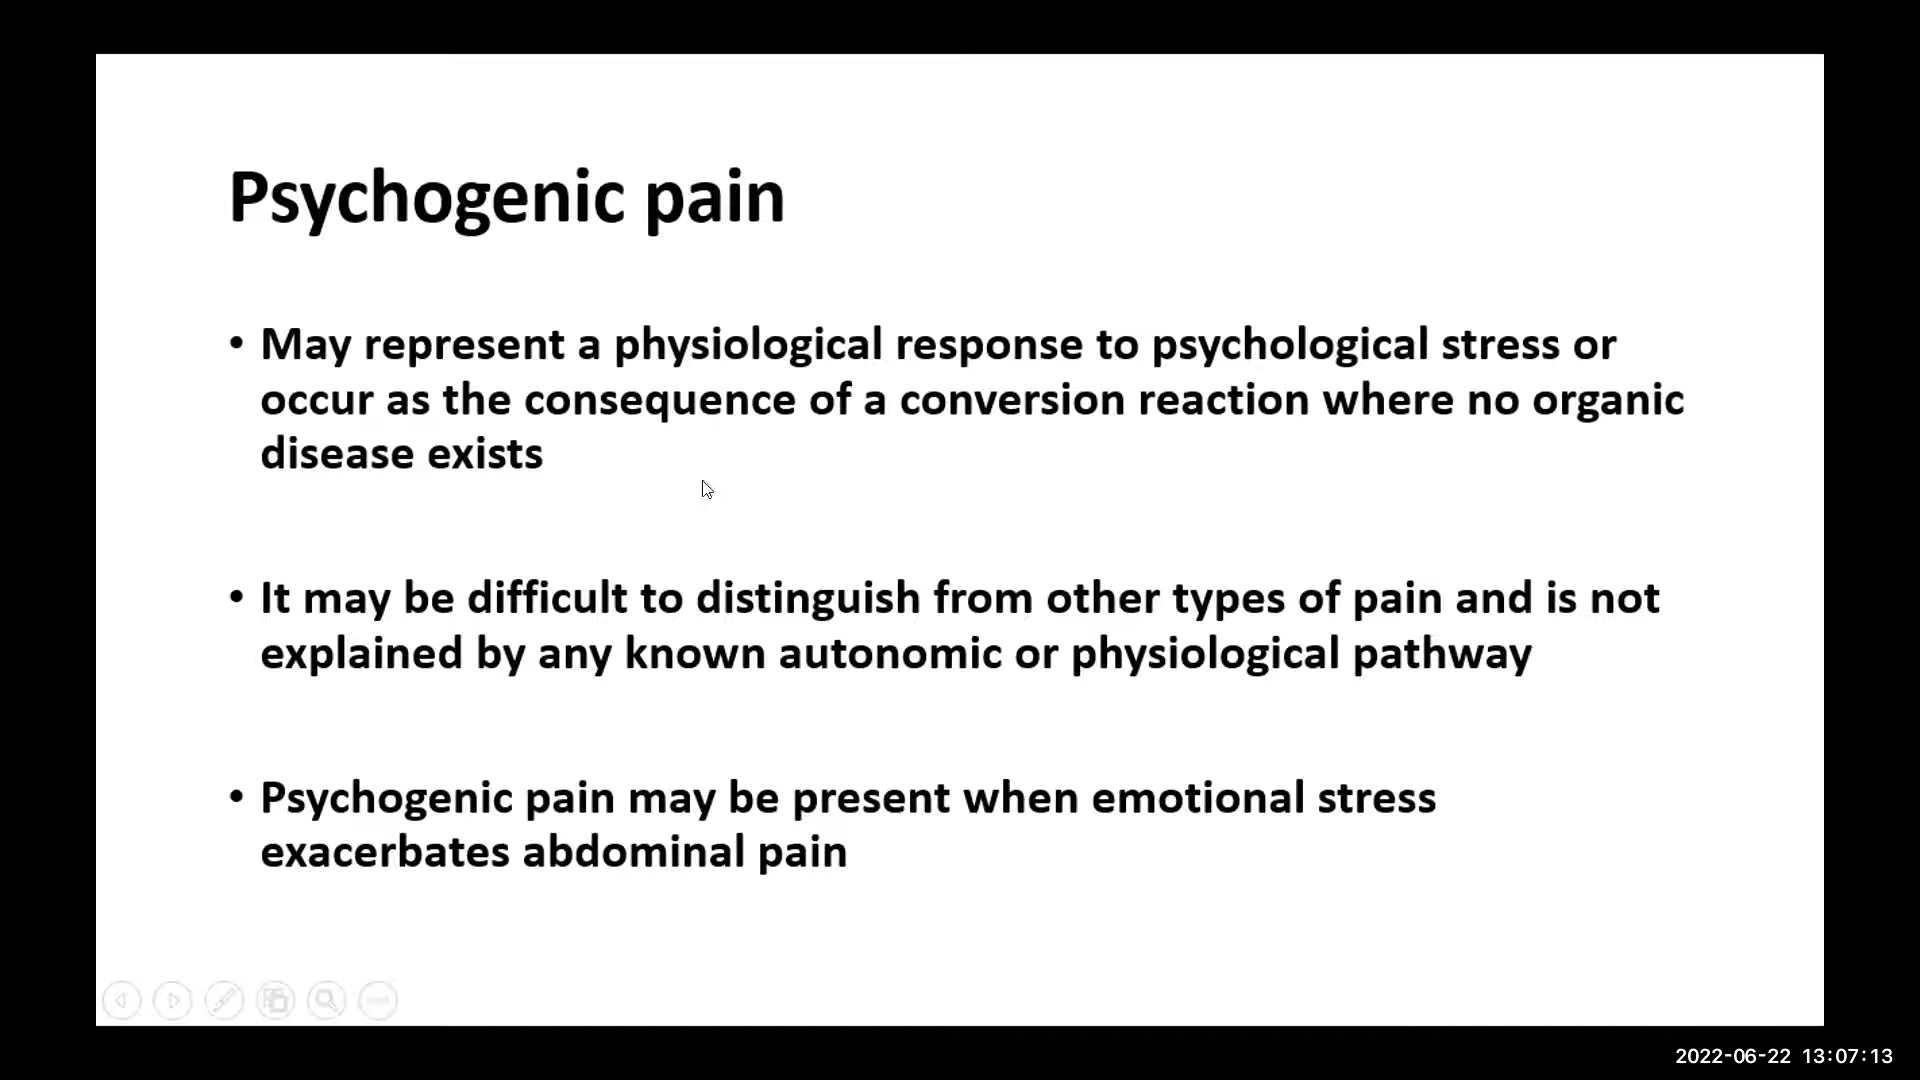 Psychogenic pain
• May represent a physiological response to psychological stress or
occur as the consequence of a conversion reaction where no organic
disease exists
• It may be difficult to distinguish from other types of pain and is not
explained by any known autonomic or physiological pathway
• Psychogenic pain may be present when emotional stress
exacerbates abdominal pain
2022-06-22 13:07:13